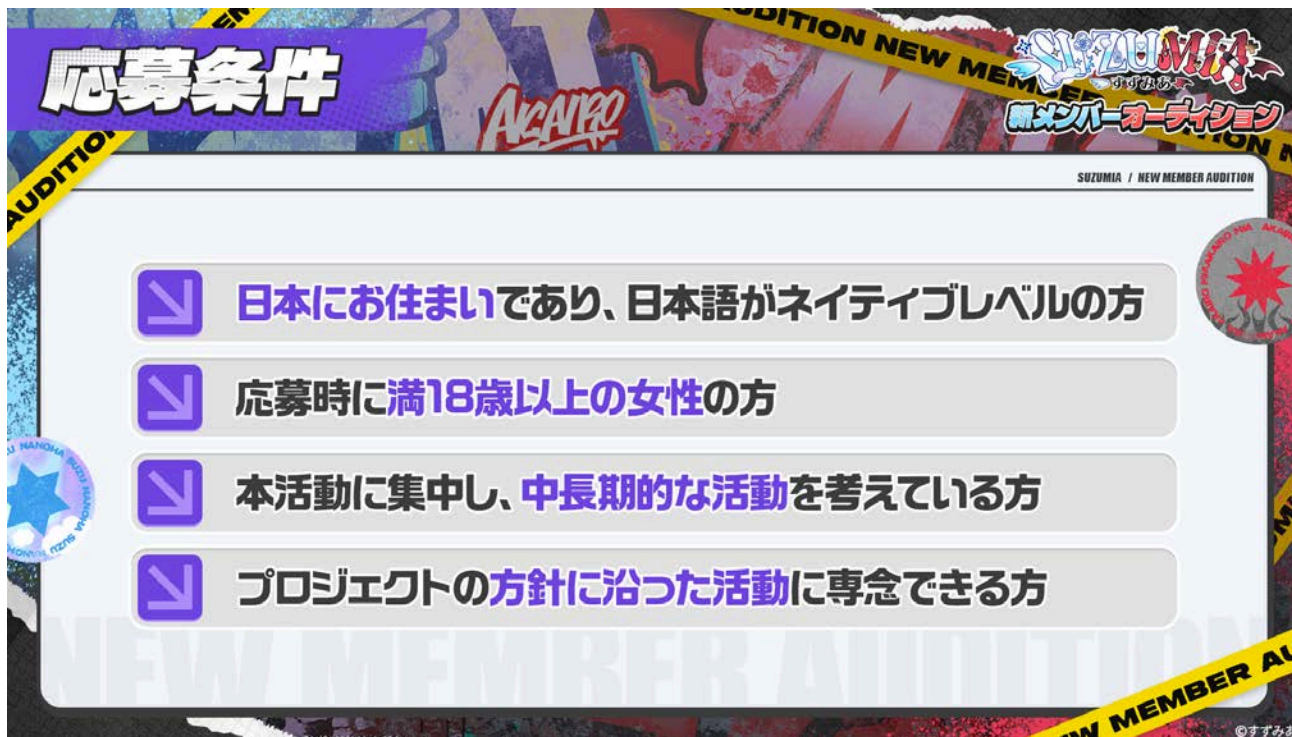 応募条件
AUDITION NEW MEMBER
SUZUMIA
すずみあ
新メンバーオーディション
AKAIRO
SUZUMIA / NEW MEMBER AUDITION
日本にお住まいであり、日本語がネイティブレベルの方
応募時に満18歳以上の女性の方
本活動に集中し、中長期的な活動を考えている方
プロジェクトの方針に沿った活動に専念できる方
NEW MEMBER AUDITION
©すずみあ